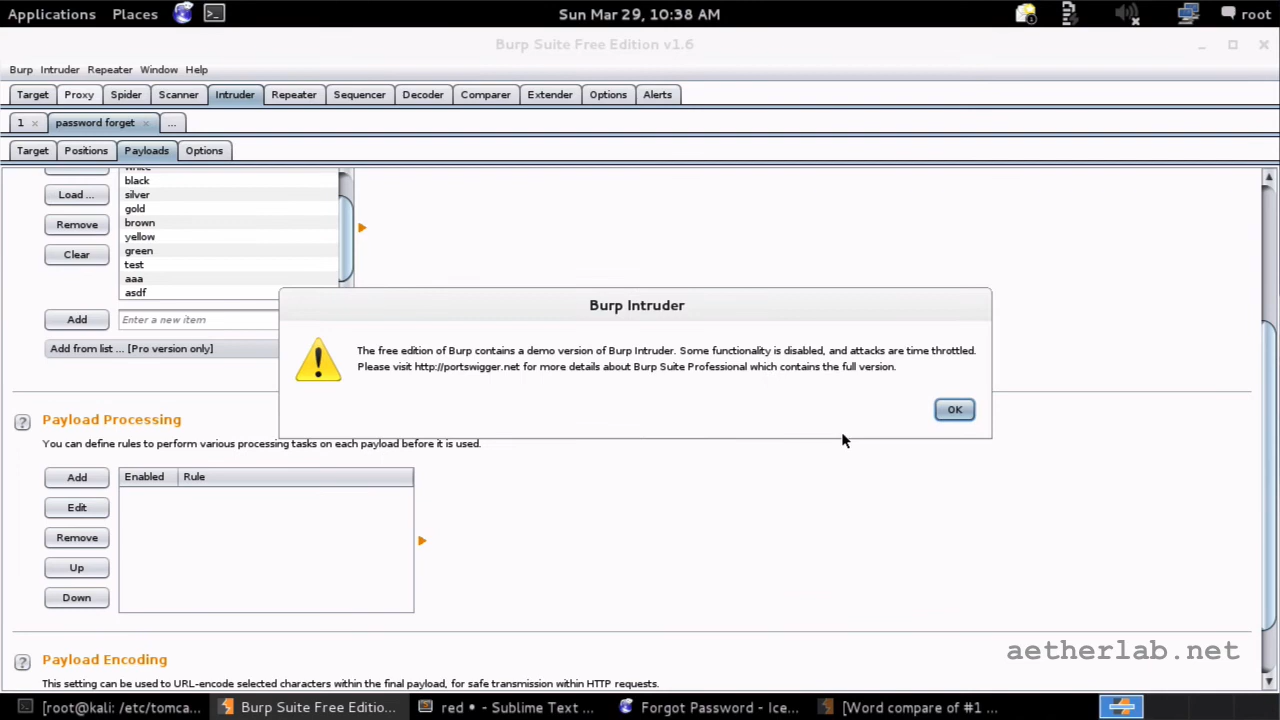 Applications Places Sun Mar 29, 10:38 AM root
Burp Suite Free Edition v1.6
Burp Intruder Repeater Window Help
Target Proxy Spider Scanner Intruder Repeater Sequencer Decoder Comparer Extender Options Alerts
1 × password forget × ...
Target Positions Payloads Options
white
black
Load ... silver
gold
Remove brown
yellow
green
Clear test
aaa
asdf
Burp Intruder
Add Enter a new item
Add from list ... [Pro version only]
The free edition of Burp contains a demo version of Burp Intruder. Some functionality is disabled, and attacks are time throttled.
Please visit http://portswigger.net for more details about Burp Suite Professional which contains the full version.
OK
? Payload Processing
You can define rules to perform various processing tasks on each payload before it is used.
Add Enabled Rule
Edit
Remove
Up
Down
? Payload Encoding
aetherlab.net
This setting can be used to URL-encode selected characters within the final payload, for safe transmission within HTTP requests.
[root@kali: /etc/tomca... Burp Suite Free Editio... red • - Sublime Text ... Forgot Password - Ice... [Word compare of #1 ...